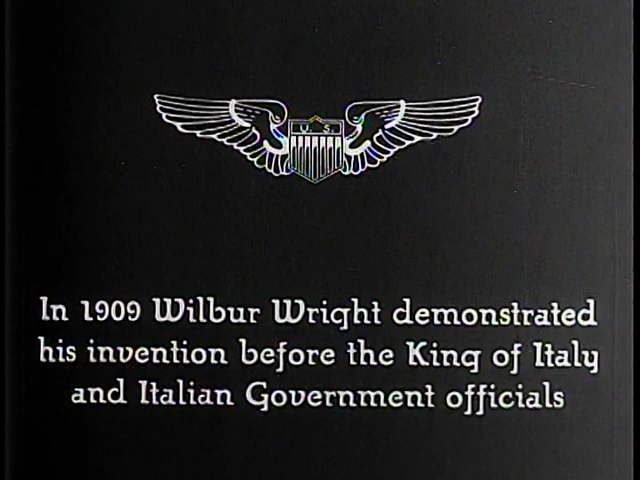 U. S.
In 1909 Wilbur Wright demonstrated
his invention before the King of Italy
and Italian Government officials